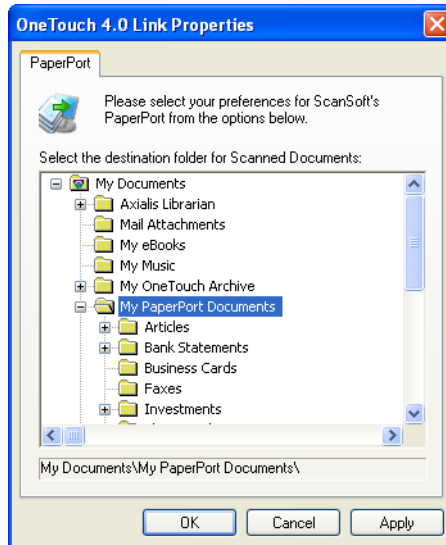 OneTouch 4.0 Link Properties
PaperPort
Please select your preferences for ScanSoft's
PaperPort from the options below.
Select the destination folder for Scanned Documents:
My Documents
Axialis Librarian
Mail Attachments
My eBooks
My Music
My OneTouch Archive
My PaperPort Documents
Articles
Bank Statements
Business Cards
Faxes
Investments
My Documents\My PaperPort Documents\
OK Cancel Apply